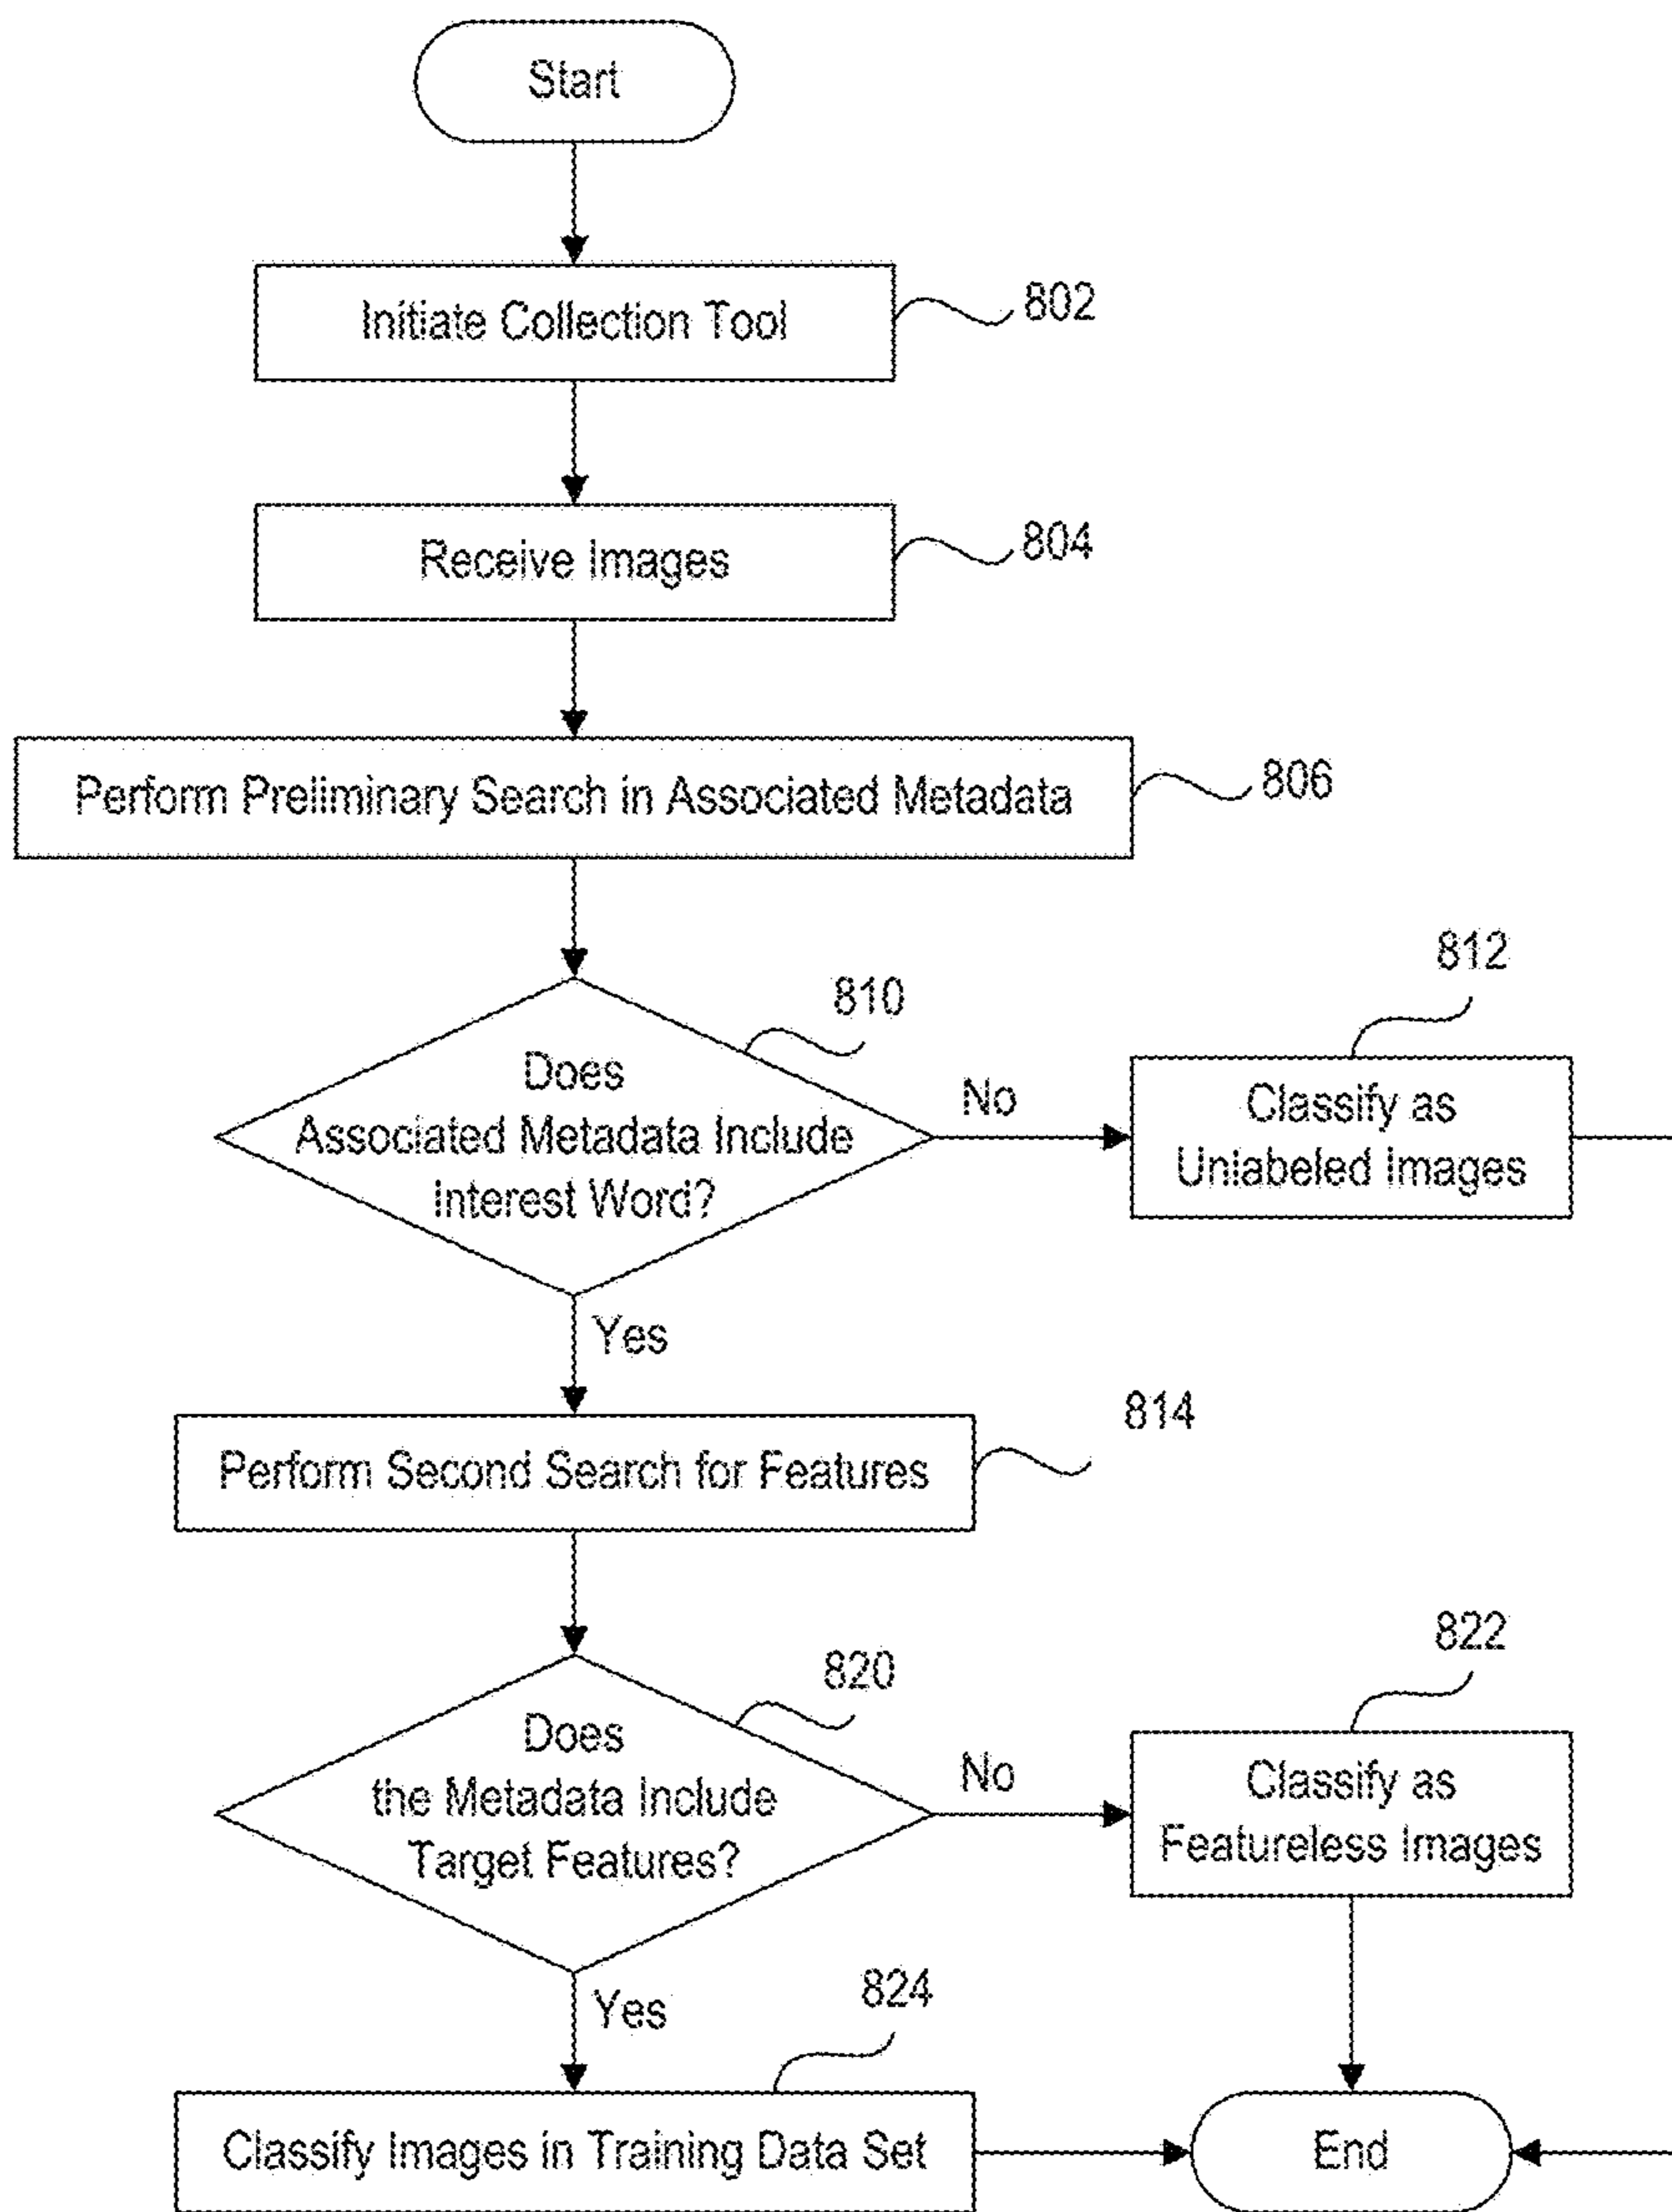 Start
Initiate Collection Tool
802
Receive Images
804
Perform Preliminary Search in Associated Metadata
806
810
Does
Associated Metadata Include
Interest Word?
No
812
Classify as
Unlabeled Images
Yes
814
Perform Second Search for Features
820
Does
the Metadata Include
Target Features?
No
822
Classify as
Featureless Images
Yes
824
Classify Images in Training Data Set
End